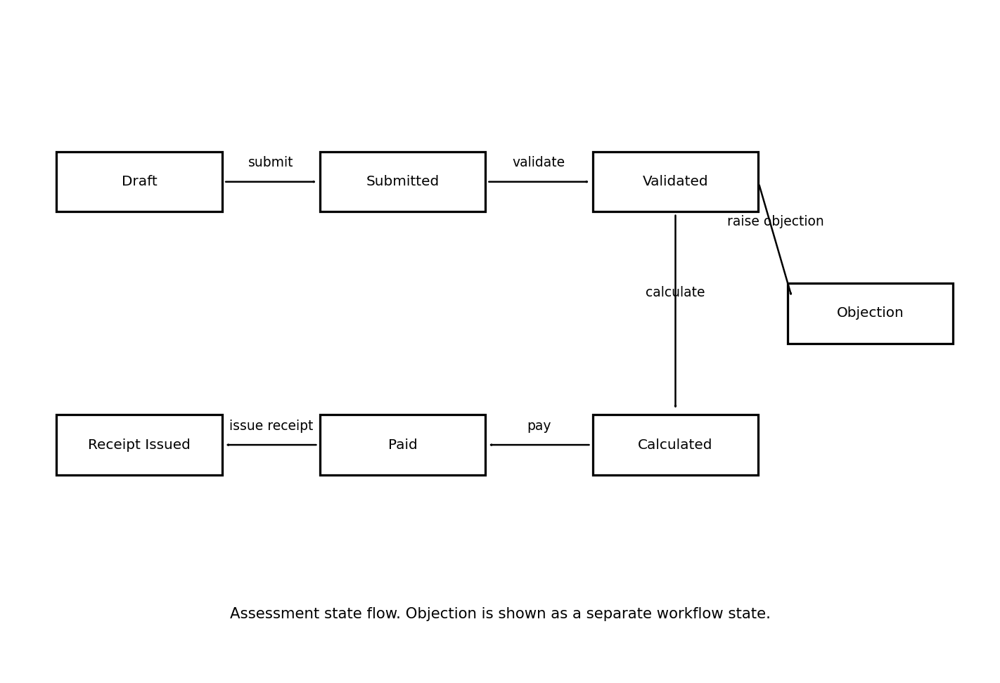 Draft
submit
Submitted
validate
Validated
raise objection
calculate
Objection
Receipt Issued
issue receipt
Paid
pay
Calculated
Assessment state flow. Objection is shown as a separate workflow state.